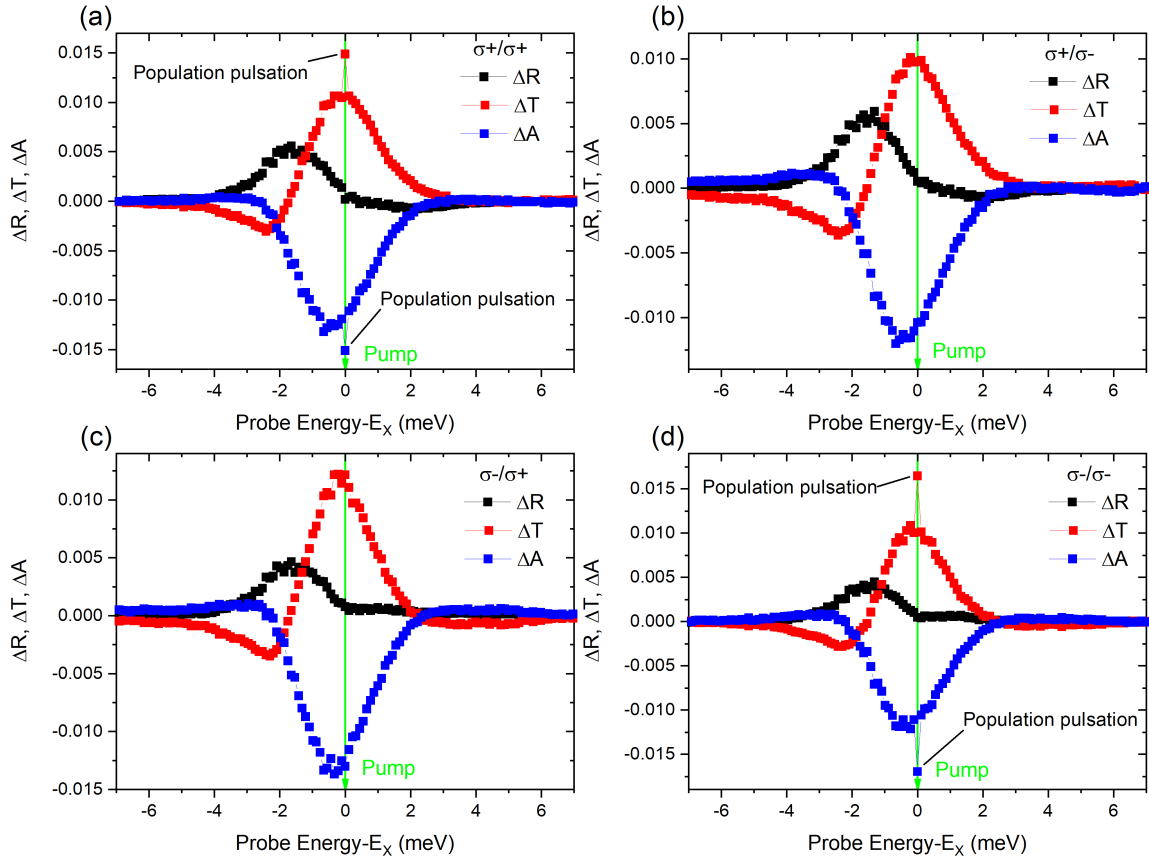 (a)
σ+/σ+
ΔR
ΔT
ΔA
Population pulsation
Population pulsation
Pump
0.015
0.010
0.005
0.000
-0.005
-0.010
-0.015
ΔR, ΔT, ΔA
-6 -4 -2 0 2 4 6
Probe Energy-E_X (meV)
(b)
σ+/σ-
ΔR
ΔT
ΔA
Pump
0.010
0.005
0.000
-0.005
-0.010
ΔR, ΔT, ΔA
-6 -4 -2 0 2 4 6
Probe Energy-E_X (meV)
(c)
σ-/σ+
ΔR
ΔT
ΔA
Pump
0.010
0.005
0.000
-0.005
-0.010
-0.015
ΔR, ΔT, ΔA
-6 -4 -2 0 2 4 6
Probe Energy-E_X (meV)
(d)
σ-/σ-
ΔR
ΔT
ΔA
Population pulsation
Population pulsation
Pump
0.015
0.010
0.005
0.000
-0.005
-0.010
-0.015
ΔR, ΔT, ΔA
-6 -4 -2 0 2 4 6
Probe Energy-E_X (meV)